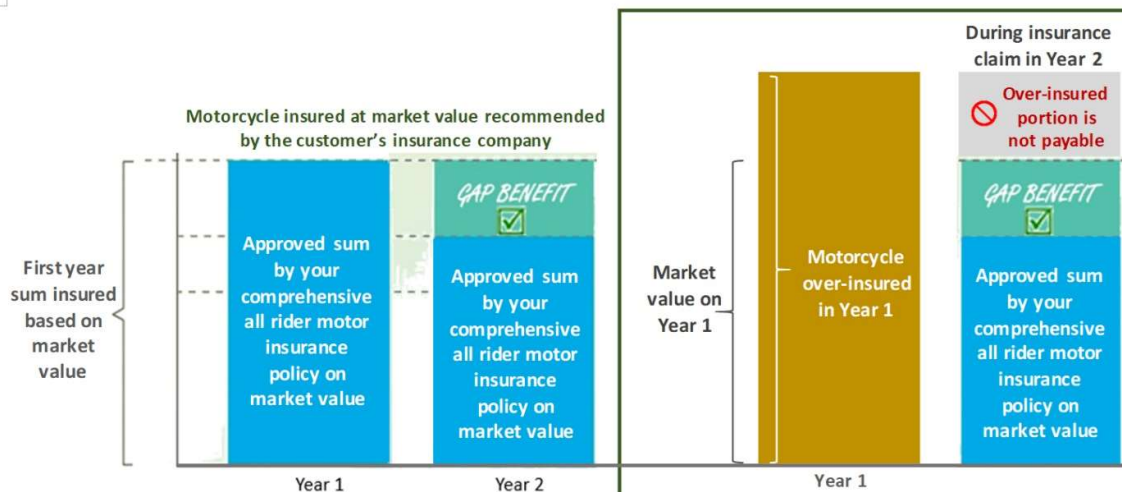 Motorcycle insured at market value recommended
by the customer's insurance company
First year
sum insured
based on
market
value
Approved sum
by your
comprehensive
all rider motor
insurance
policy on
market value
GAP BENEFIT
Approved sum
by your
comprehensive
all rider motor
insurance
policy on
market value
Year 1
Year 2
Market
value on
Year 1
Motorcycle
over-insured
in Year 1
Year 1
During insurance
claim in Year 2
Over-insured
portion is
not payable
GAP BENEFIT
Approved sum
by your
comprehensive
all rider motor
insurance
policy on
market value